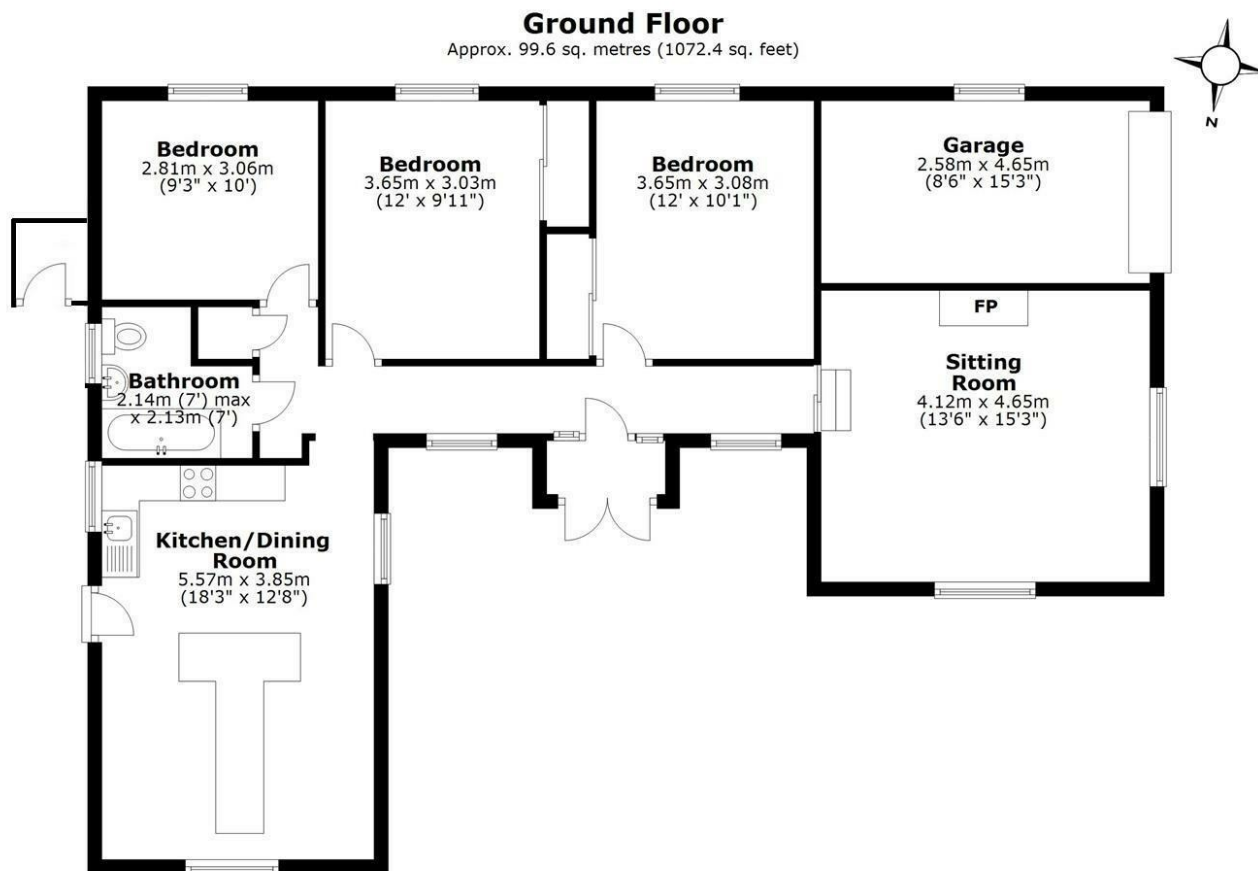 Ground Floor
Approx. 99.6 sq. metres (1072.4 sq. feet)
N
Bedroom
2.81m x 3.06m
(9'3" x 10')
Bedroom
3.65m x 3.03m
(12' x 9'11")
Bedroom
3.65m x 3.08m
(12' x 10'1")
Garage
2.58m x 4.65m
(8'6" x 15'3")
FP
Sitting
Room
4.12m x 4.65m
(13'6" x 15'3")
Bathroom
2.14m (7') max
x 2.13m (7')
Kitchen/Dining
Room
5.57m x 3.85m
(18'3" x 12'8")